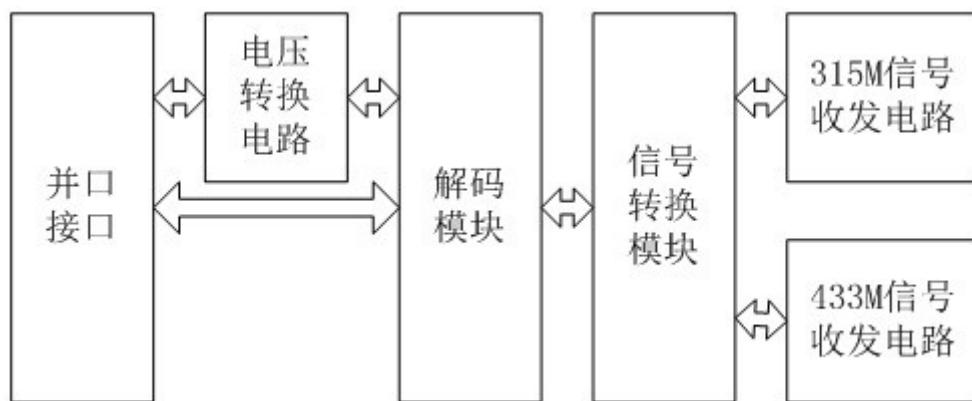 并口
接口
电压
转换
电路
解码
模块
信号
转换
模块
315M信号
收发电路
433M信号
收发电路